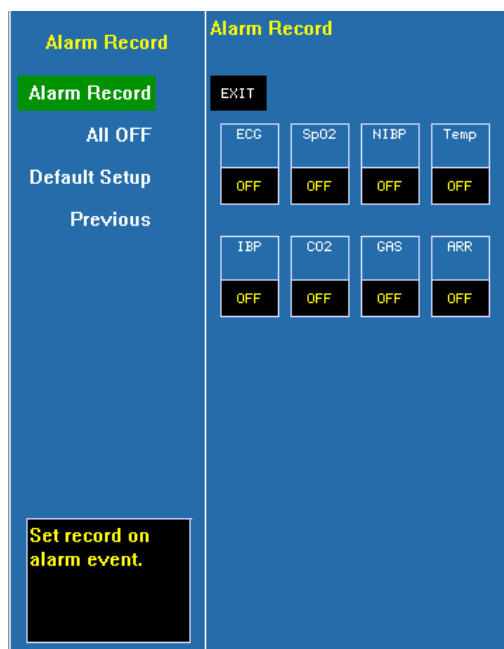 Alarm Record
Alarm Record
All OFF
Default Setup
Previous
Set record on
alarm event.
Alarm Record
EXIT
ECG SpO2 NIBP Temp
OFF OFF OFF OFF
IBP CO2 GAS ARR
OFF OFF OFF OFF